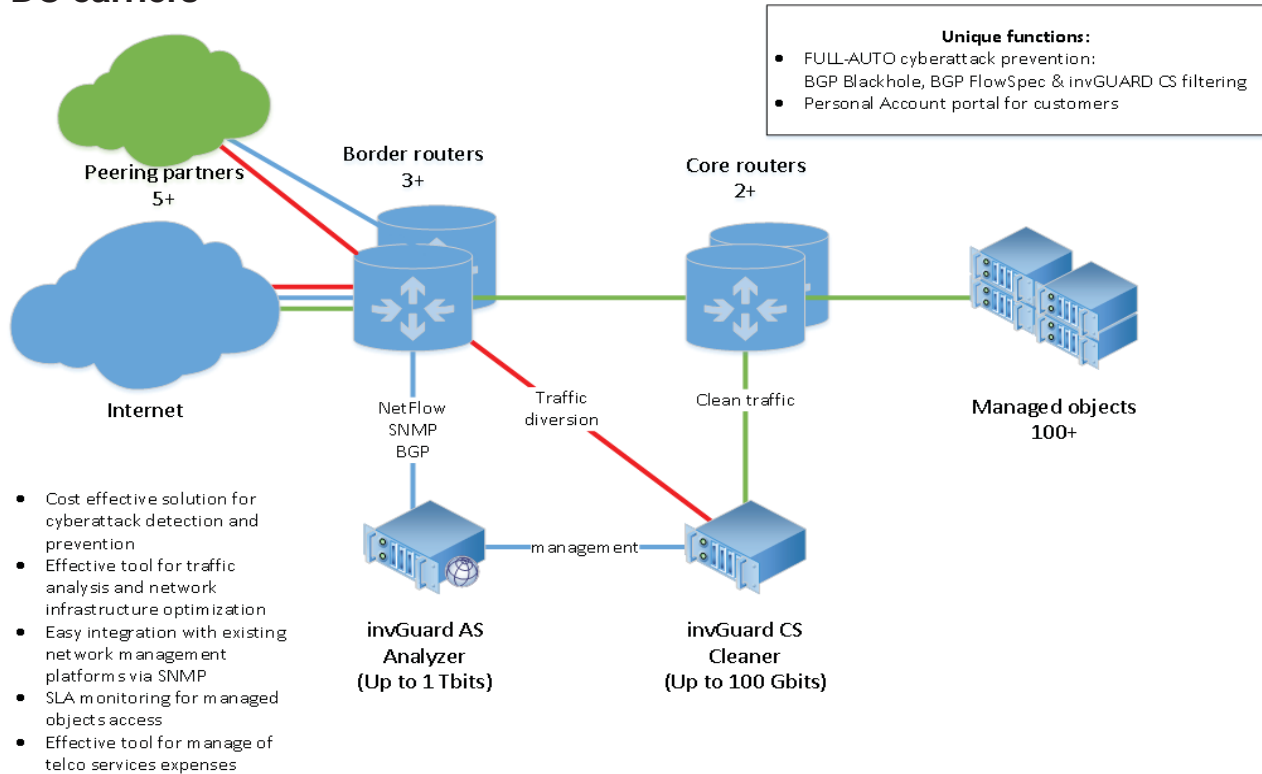 DC carriers
Unique functions:
• FULL-AUTO cyberattack prevention:
BGP Blackhole, BGP FlowSpec & invGUARD CS filtering
• Personal Account portal for customers
Peering partners
5+
Border routers
3+
Core routers
2+
Internet
NetFlow
SNMP
BGP
Traffic
diversion
Clean traffic
Managed objects
100+
management
invGuard AS
Analyzer
(Up to 1 Tbits)
invGuard CS
Cleaner
(Up to 100 Gbits)
• Cost effective solution for
cyberattack detection and
prevention
• Effective tool for traffic
analysis and network
infrastructure optimization
• Easy integration with existing
network management
platforms via SNMP
• SLA monitoring for managed
objects access
• Effective tool for manage of
telco services expenses